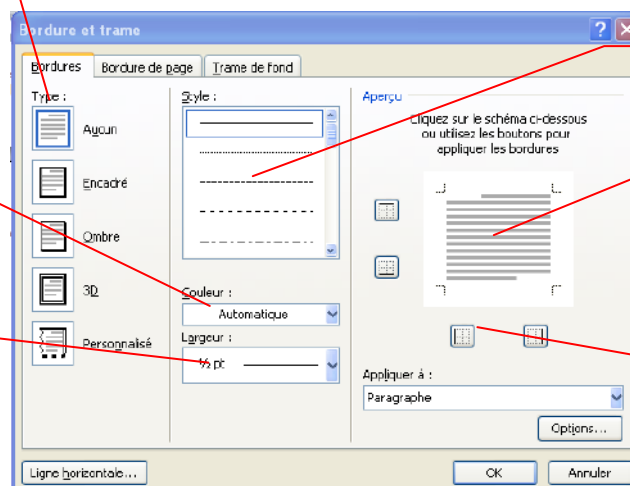 Bordure et trame
Bordures
Bordure de page
Trame de fond
Type :
Aucun
Encadré
Ombre
3D
Personnalisé
Style :
Couleur :
Automatique
Largeur :
½ pt
Aperçu
Cliquez sur le schéma ci-dessous
ou utilisez les boutons pour
appliquer les bordures
Appliquer à :
Paragraphe
Options...
Ligne horizontale...
OK
Annuler